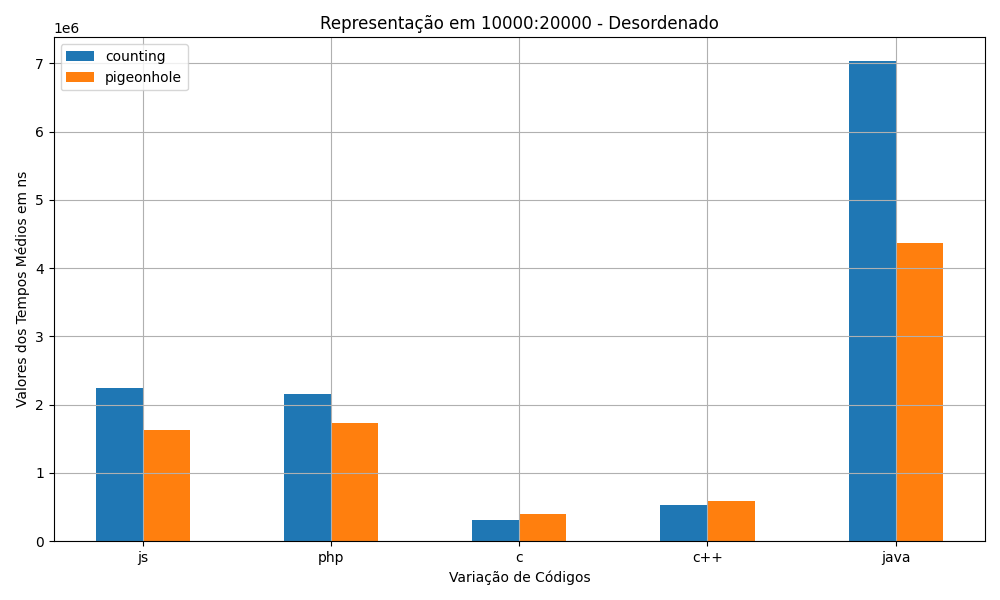 Representação em 10000:20000 - Desordenado
1e6
counting
pigeonhole
7
6
5
4
3
2
1
0
Valores dos Tempos Médios em ns
js php c c++ java
Variação de Códigos